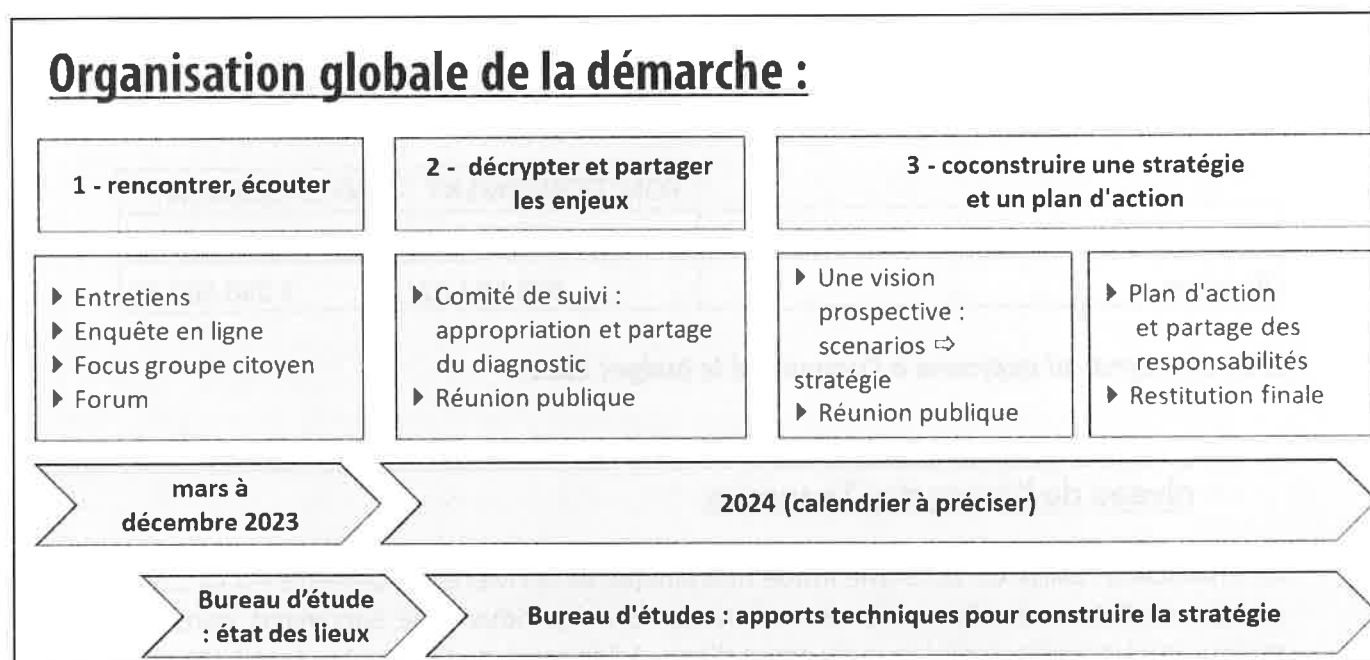 Organisation globale de la démarche :
1 - rencontrer, écouter
2 - décrypter et partager
les enjeux
3 - coconstruire une stratégie
et un plan d'action
▶ Entretiens
▶ Enquête en ligne
▶ Focus groupe citoyen
▶ Forum
▶ Comité de suivi :
appropriation et partage
du diagnostic
▶ Réunion publique
▶ Une vision
prospective :
scenarios ⇨
stratégie
▶ Réunion publique
▶ Plan d'action
et partage des
responsabilités
▶ Restitution finale
mars à
décembre 2023
2024 (calendrier à préciser)
Bureau d'étude
: état des lieux
Bureau d'études : apports techniques pour construire la stratégie